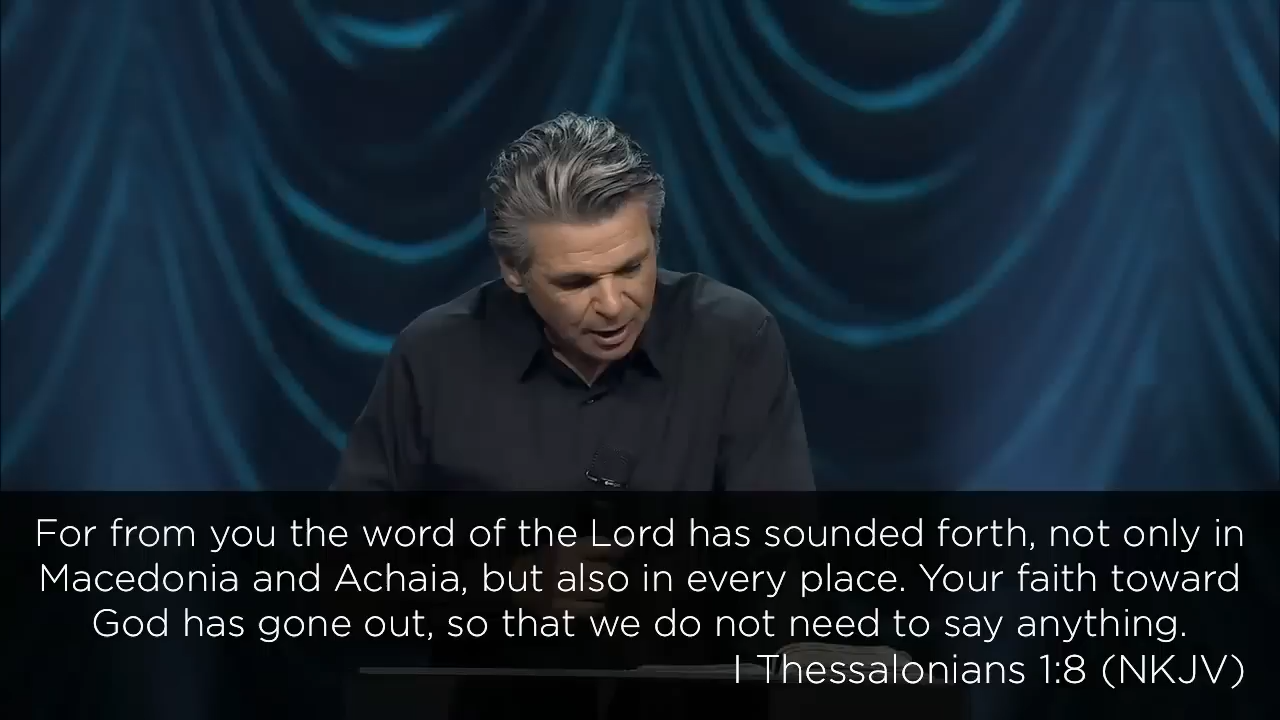 For from you the word of the Lord has sounded forth, not only in
Macedonia and Achaia, but also in every place. Your faith toward
God has gone out, so that we do not need to say anything.
I Thessalonians 1:8 (NKJV)